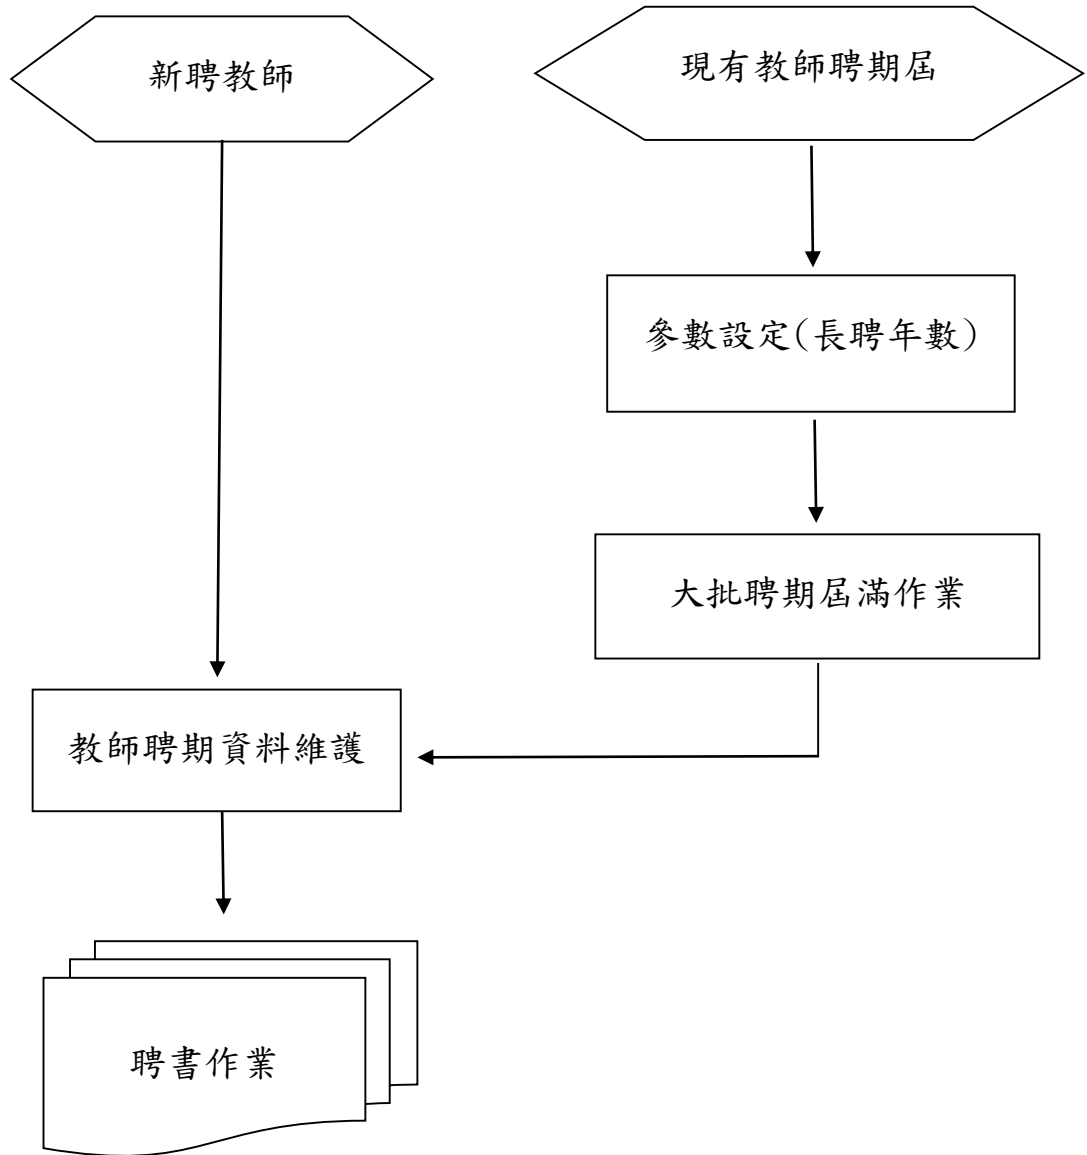 新聘教師
現有教師聘期屆
參數設定(長聘年數)
大批聘期屆滿作業
教師聘期資料維護
聘書作業